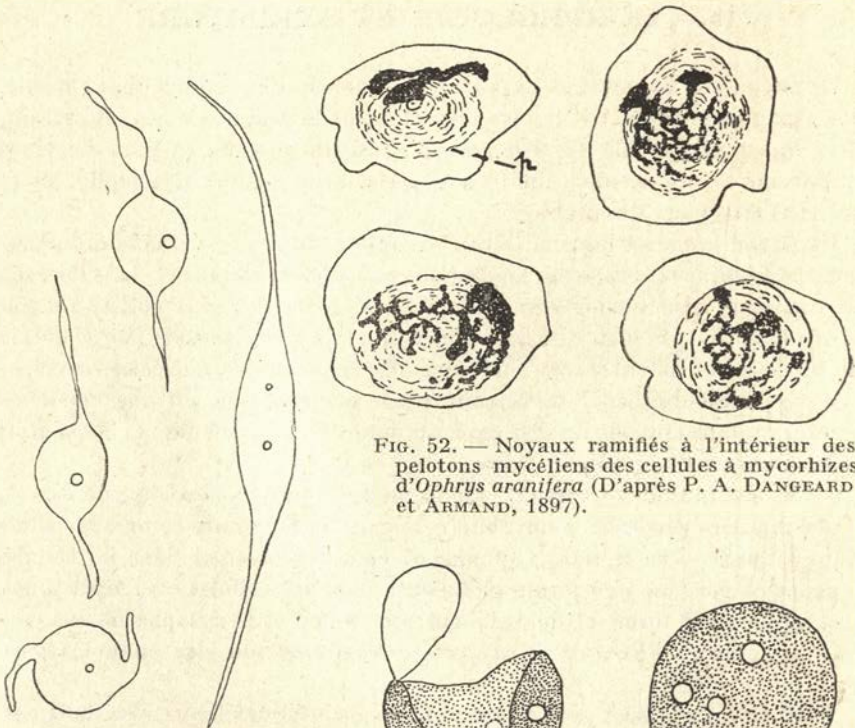 p
FIG. 52. — Noyaux ramifiés à l'intérieur des
pelotons mycéliens des cellules à mycorhizes
d'Ophrys aranifera (D'après P. A. DANGEARD
et ARMAND, 1897).